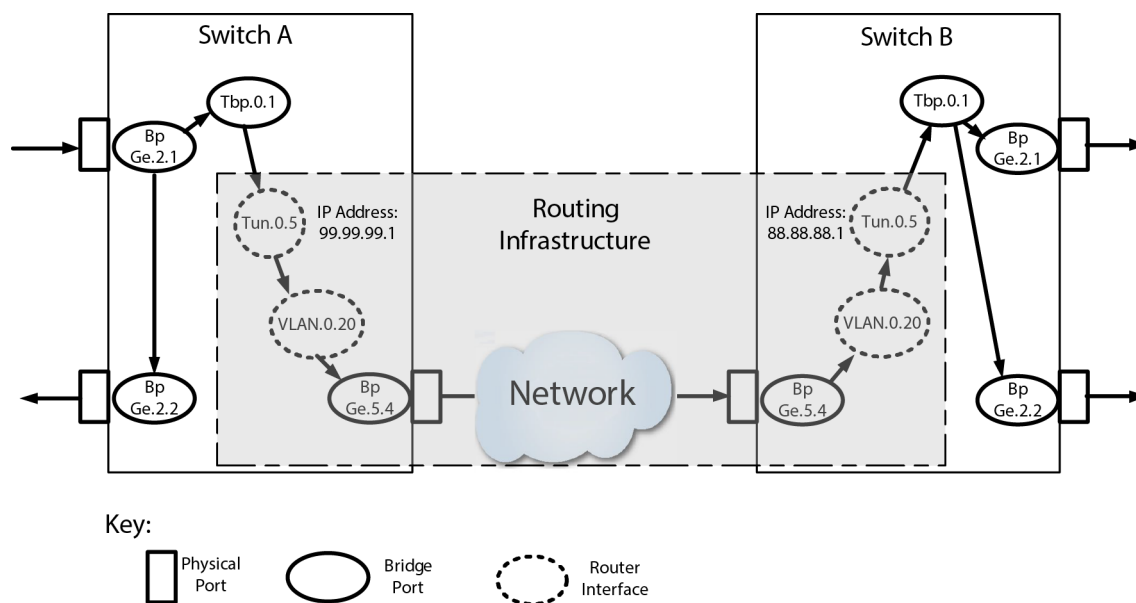 Switch A
Switch B
Tbp.0.1
Tbp.0.1
Bp
Ge.2.1
Bp
Ge.2.1
Tun.0.5
IP Address:
99.99.99.1
Routing
Infrastructure
IP Address:
88.88.88.1
Tun.0.5
VLAN.0.20
VLAN.0.20
Bp
Ge.2.2
Bp
Ge.5.4
Network
Bp
Ge.5.4
Bp
Ge.2.2
Key:
Physical
Port
Bridge
Port
Router
Interface